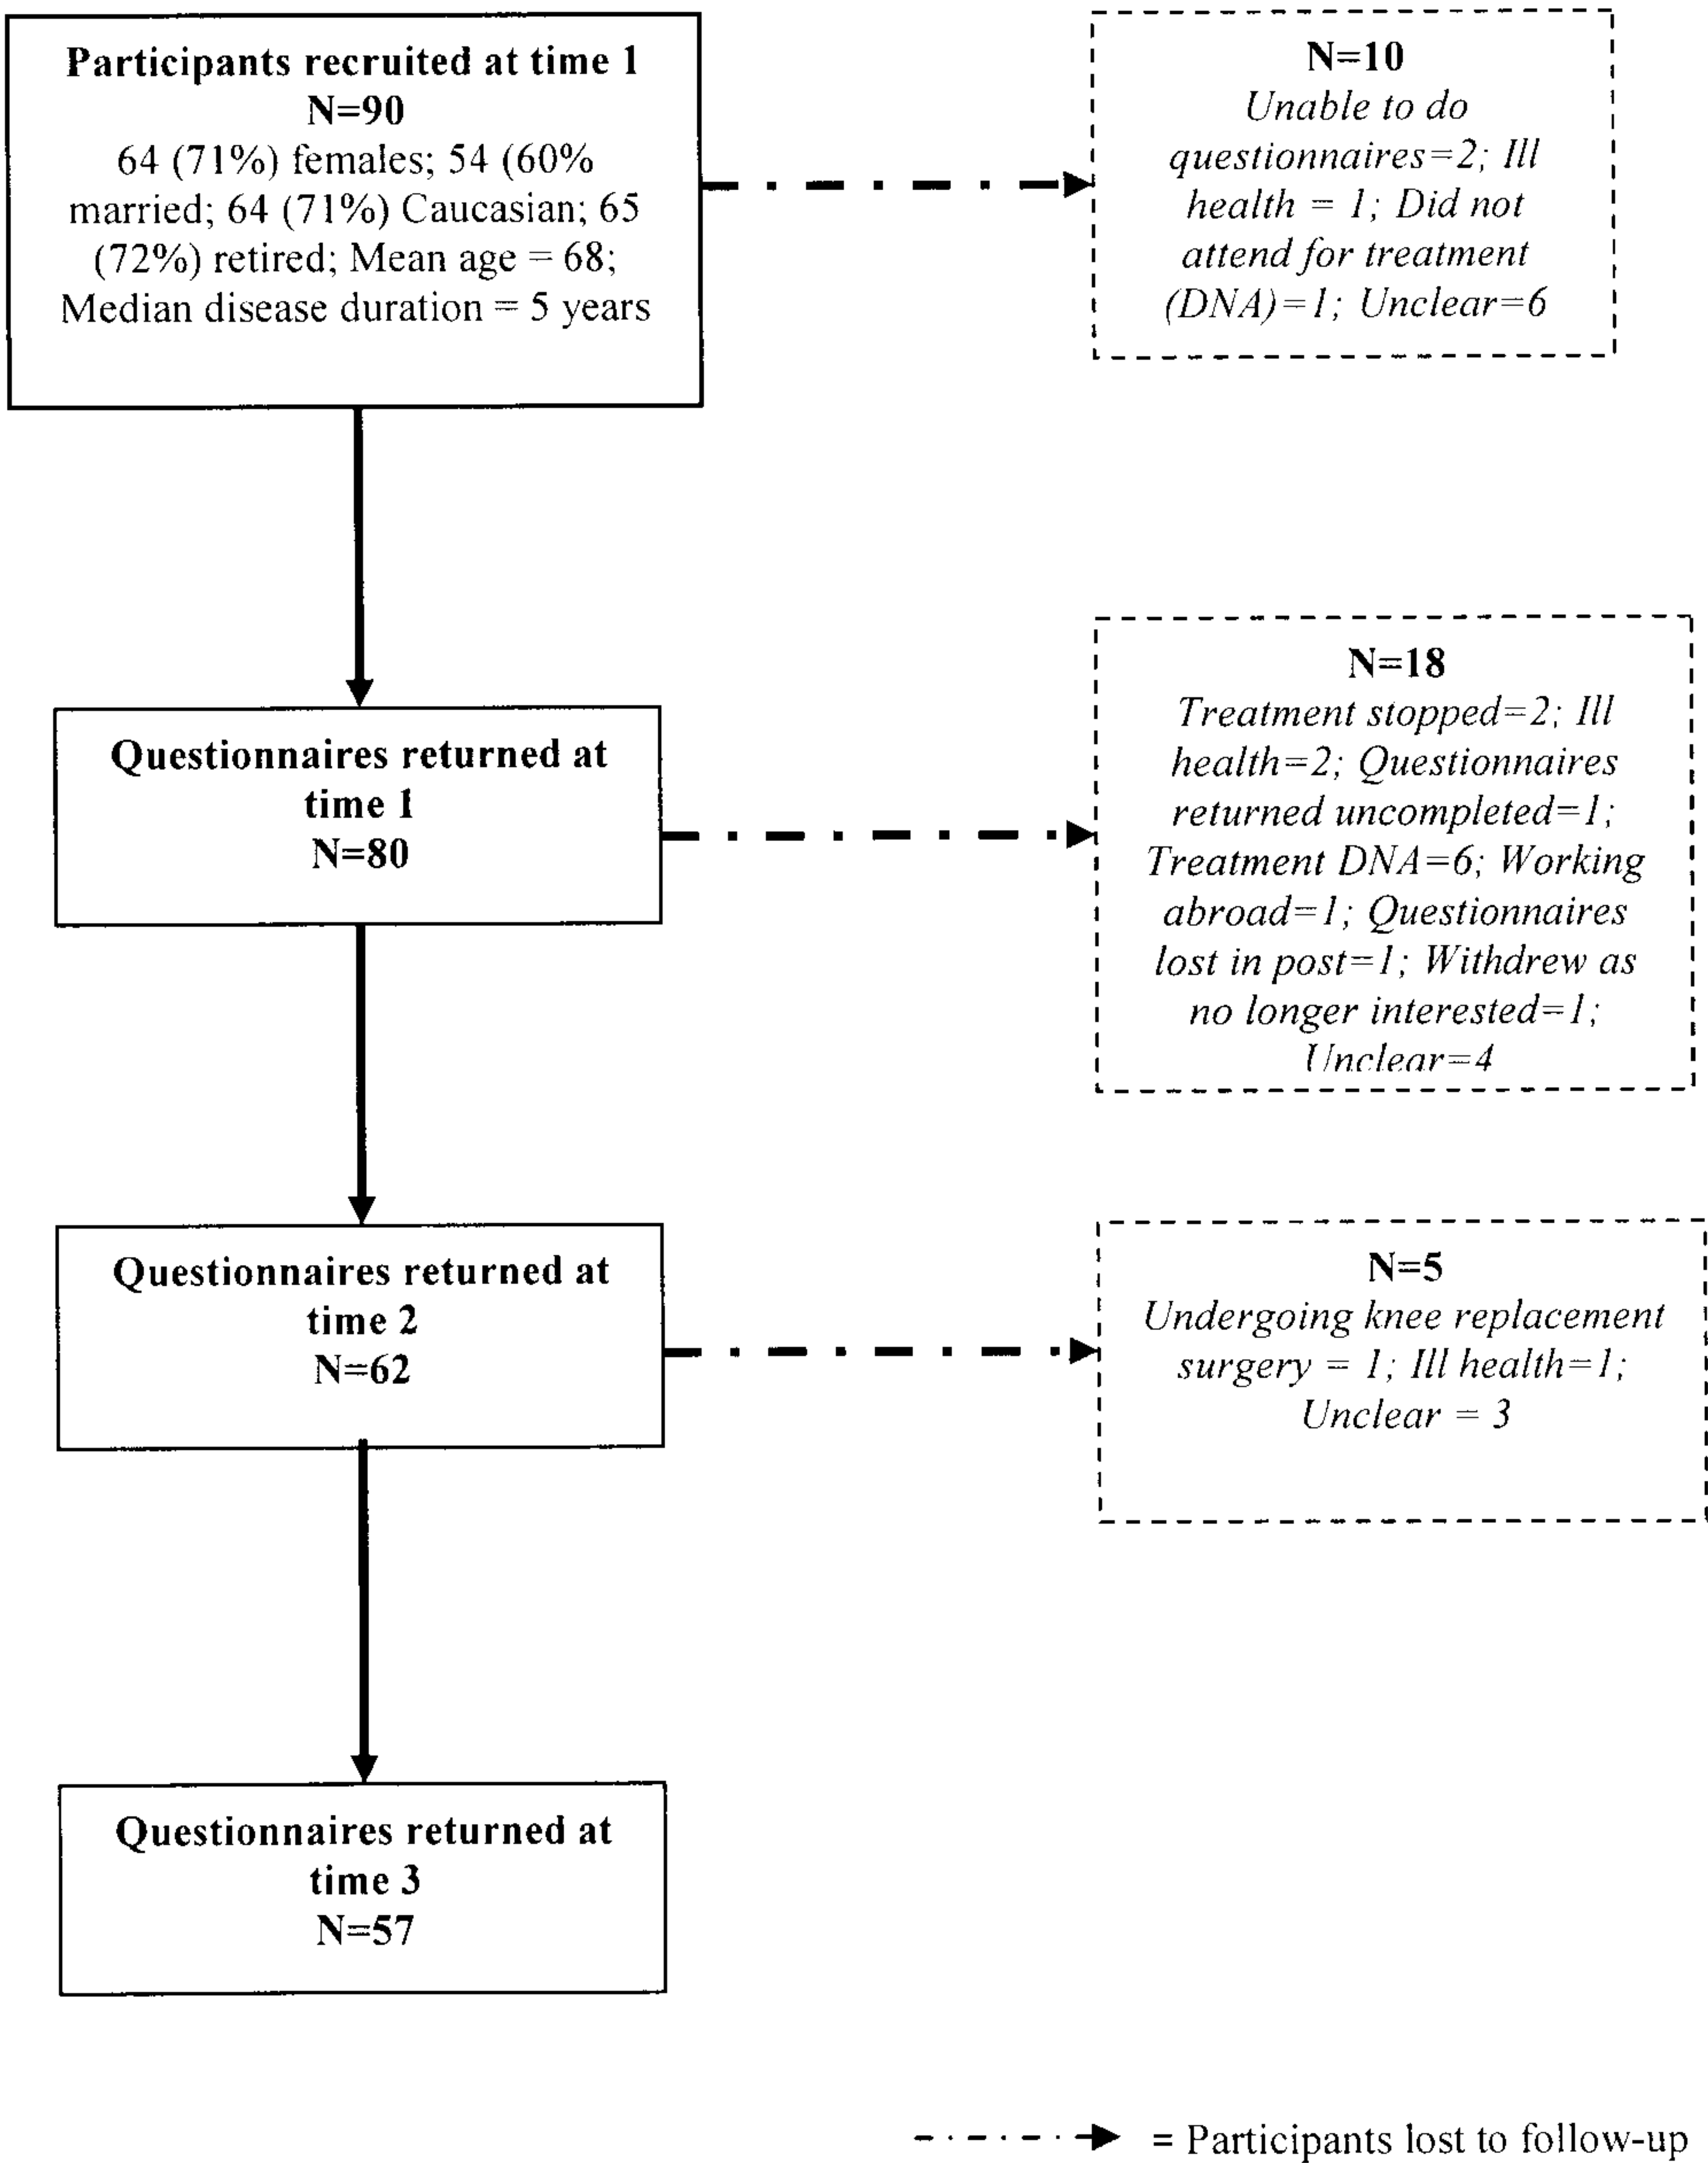 Participants recruited at time 1
N=90
64 (71%) females; 54 (60%
married; 64 (71%) Caucasian; 65
(72%) retired; Mean age = 68;
Median disease duration = 5 years
N=10
Unable to do
questionnaires=2; Ill
health = 1; Did not
attend for treatment
(DNA)=1; Unclear=6
Questionnaires returned at
time 1
N=80
N=18
Treatment stopped=2; Ill
health=2; Questionnaires
returned uncompleted=1;
Treatment DNA=6; Working
abroad=1; Questionnaires
lost in post=1; Withdrew as
no longer interested=1;
Unclear=4
Questionnaires returned at
time 2
N=62
N=5
Undergoing knee replacement
surgery = 1; Ill health=1;
Unclear = 3
Questionnaires returned at
time 3
N=57
= Participants lost to follow-up